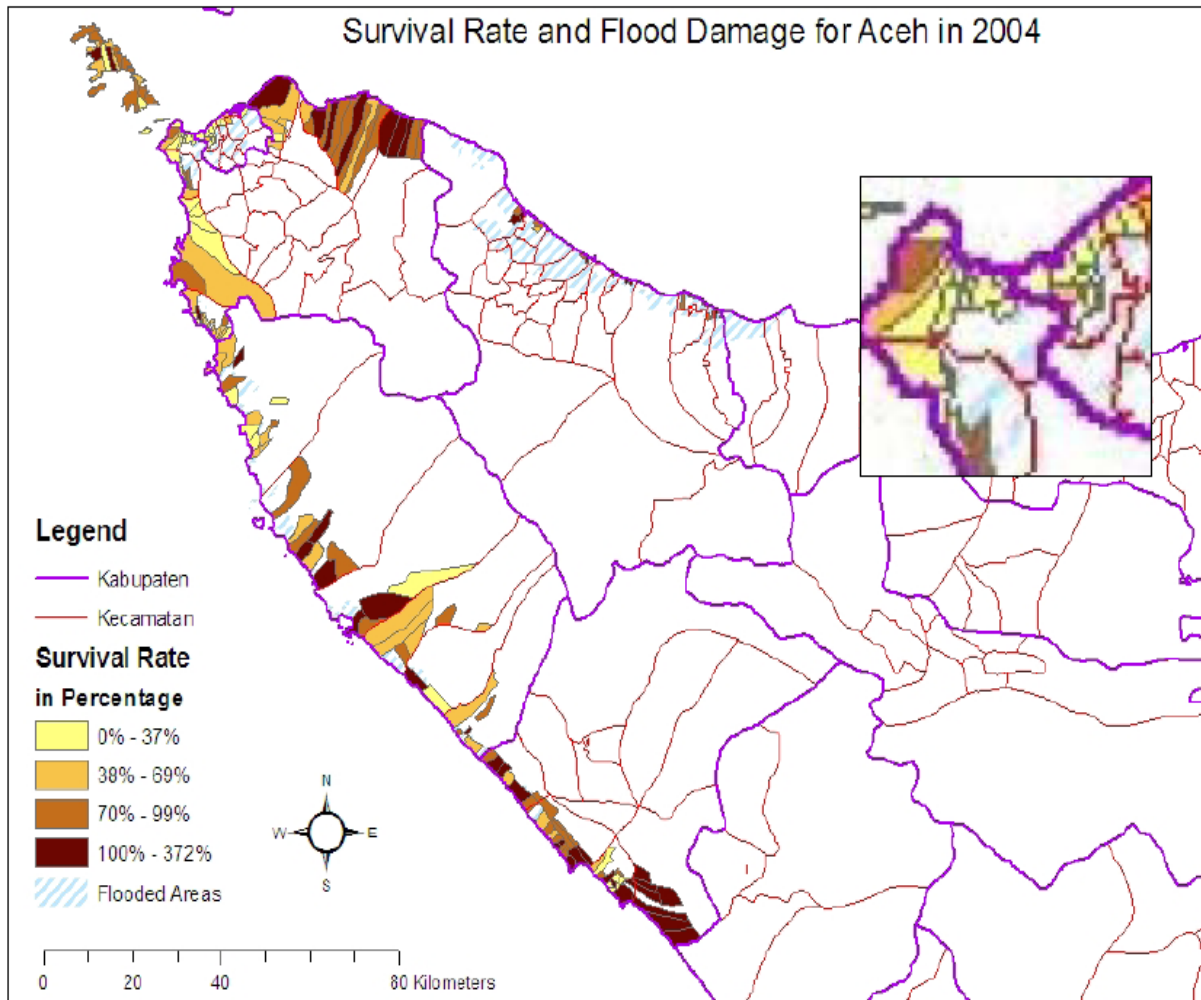 Survival Rate and Flood Damage for Aceh in 2004
Legend
Kabupaten
Kecamatan
Survival Rate
in Percentage
0% - 37%
38% - 69%
70% - 99%
100% - 372%
Flooded Areas
N
W E
S
0 20 40 80 Kilometers